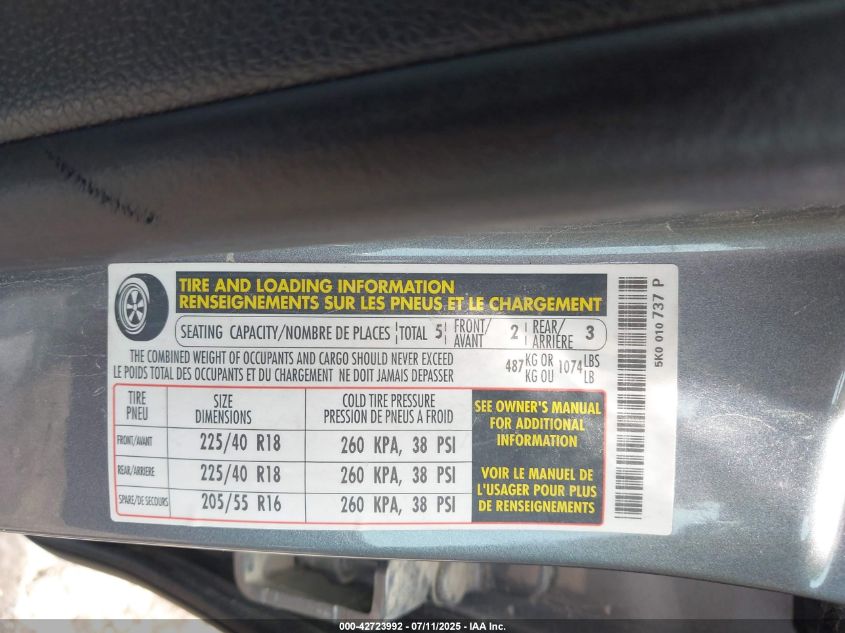 TIRE AND LOADING INFORMATION
RENSEIGNEMENTS SUR LES PNEUS ET LE CHARGEMENT
SEATING CAPACITY/NOMBRE DE PLACES TOTAL 5 FRONT/AVANT 2 REAR/ARRIÈRE 3
THE COMBINED WEIGHT OF OCCUPANTS AND CARGO SHOULD NEVER EXCEED
LE POIDS TOTAL DES OCCUPANTS ET DU CHARGEMENT NE DOIT JAMAIS DEPASSER
487 KG OR 1074 LBS
KG OU LB
TIRE PNEU
SIZE DIMENSIONS
COLD TIRE PRESSURE
PRESSION DE PNEUS A FROID
FRONT/AVANT 225/40 R18 260 KPA, 38 PSI
REAR/ARRIERE 225/40 R18 260 KPA, 38 PSI
SPARE/DE SECOURS 205/55 R16 260 KPA, 38 PSI
SEE OWNER'S MANUAL
FOR ADDITIONAL
INFORMATION
VOIR LE MANUEL DE
L'USAGER POUR PLUS
DE RENSEIGNEMENTS
5K0 010 737 P
000-42723992 - 07/11/2025 - IAA Inc.